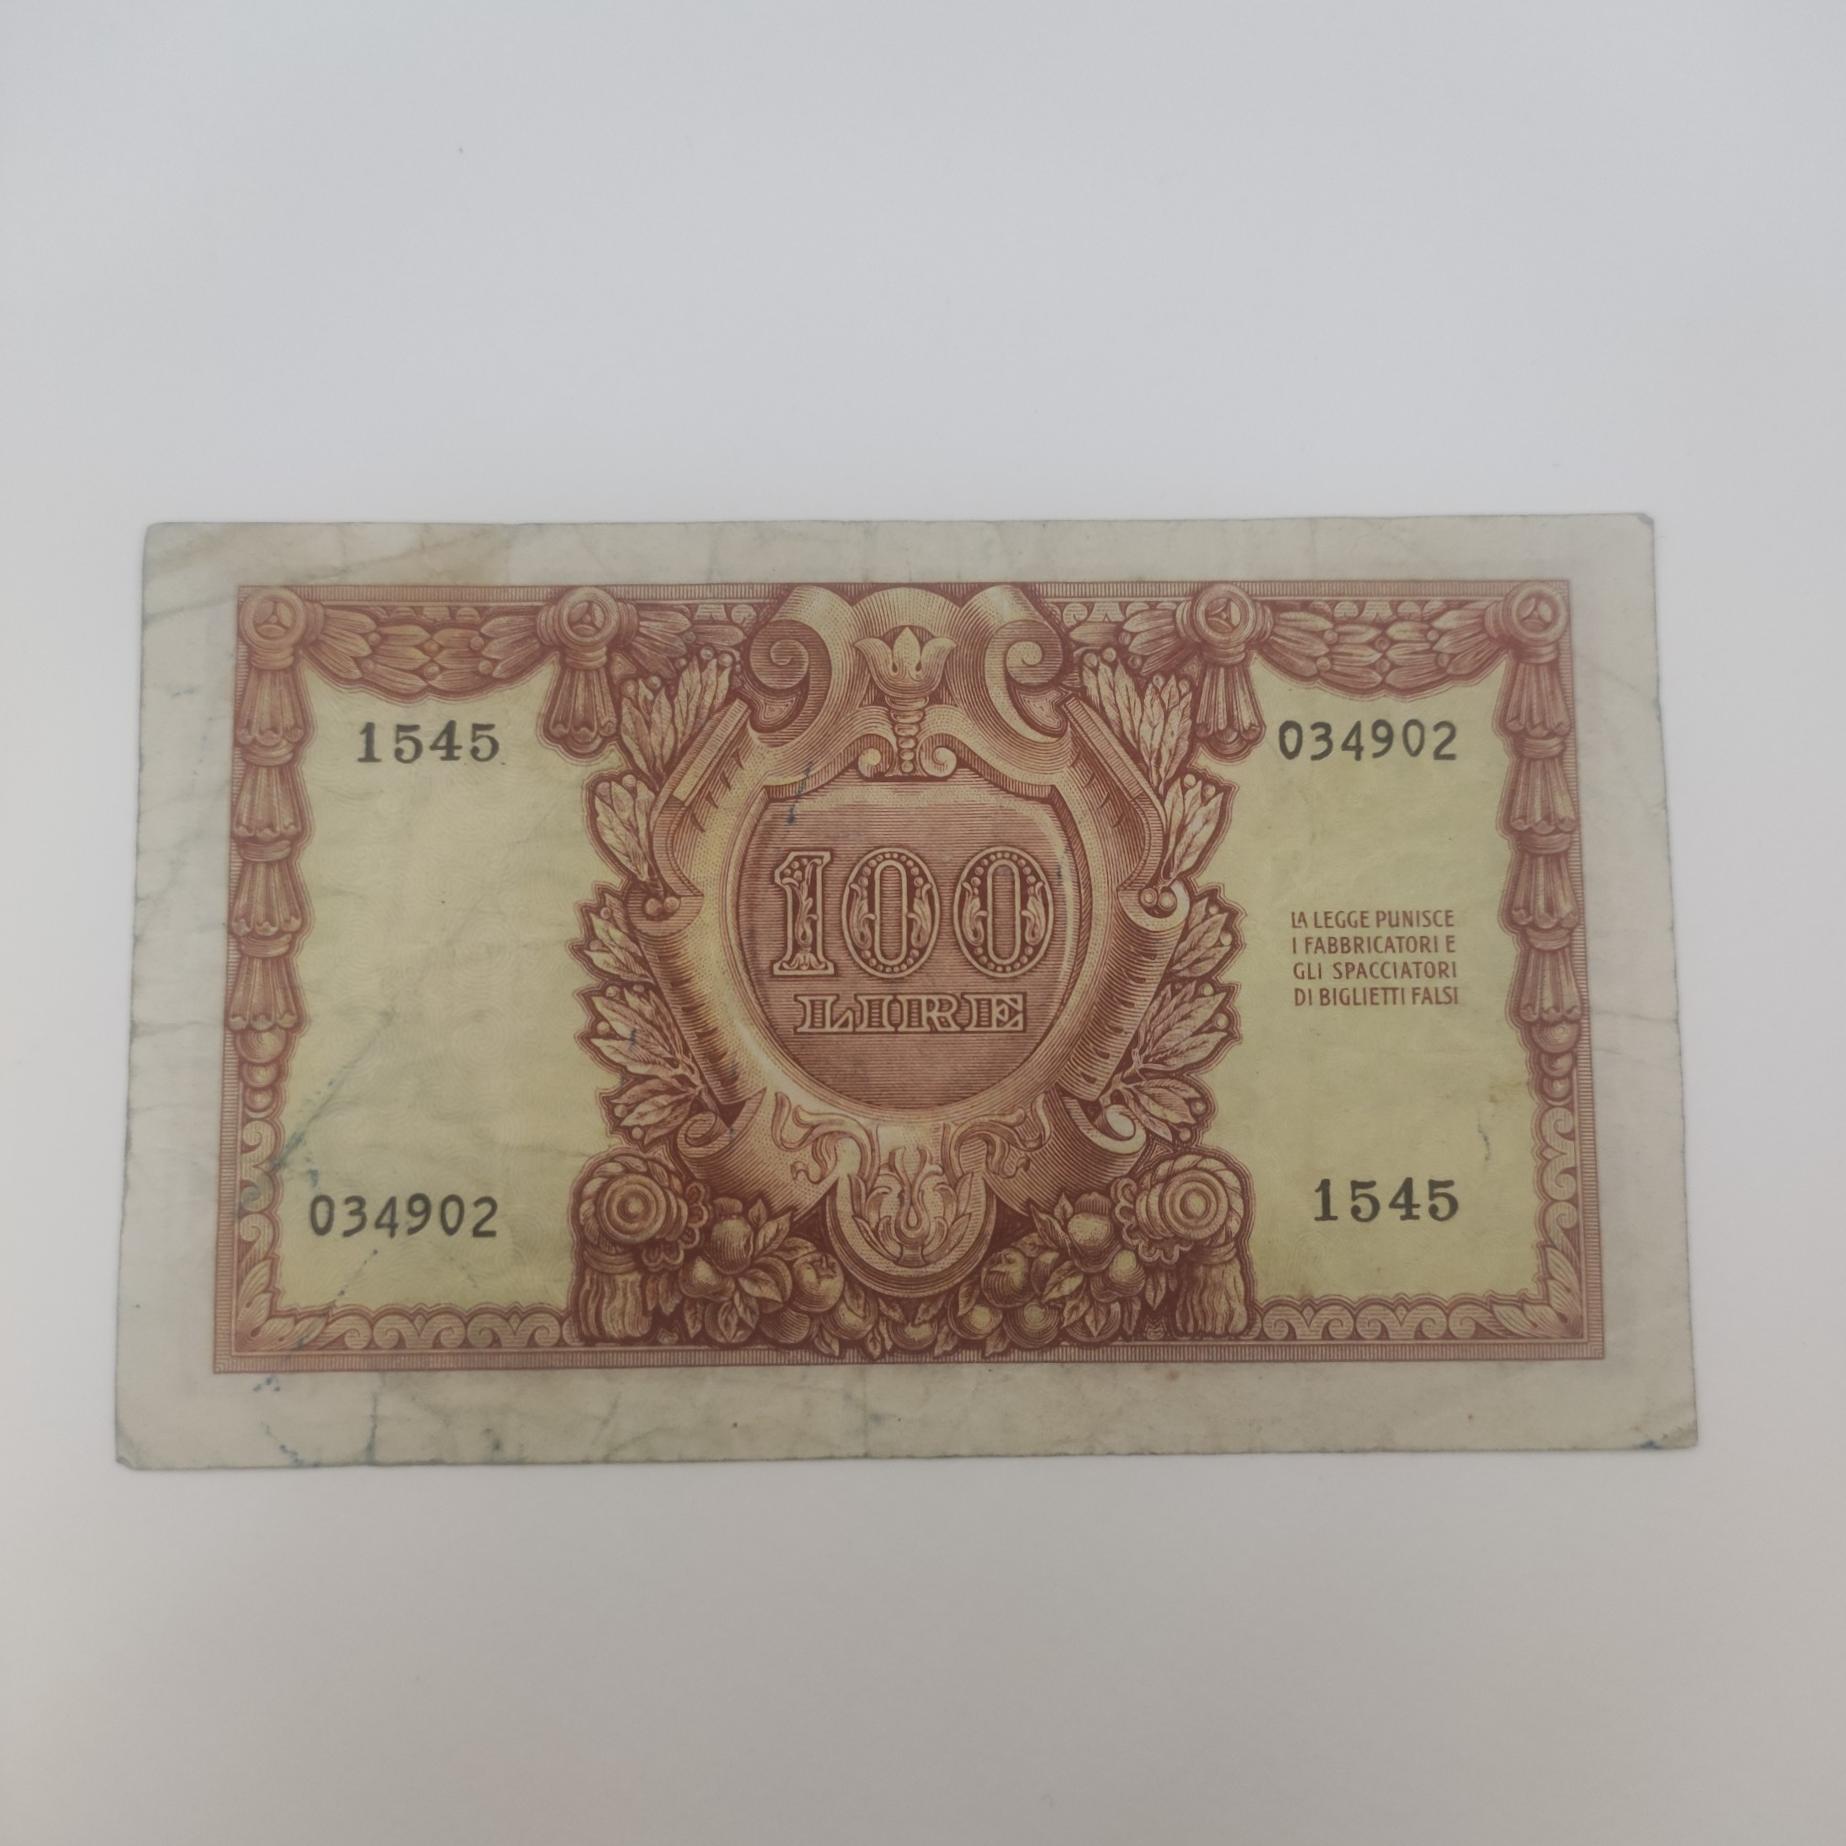 1545
034902
100
LIRE
LA LEGGE PUNISCE
I FABBRICATORI E
GLI SPACCIATORI
DI BIGLIETTI FALSI
034902
1545